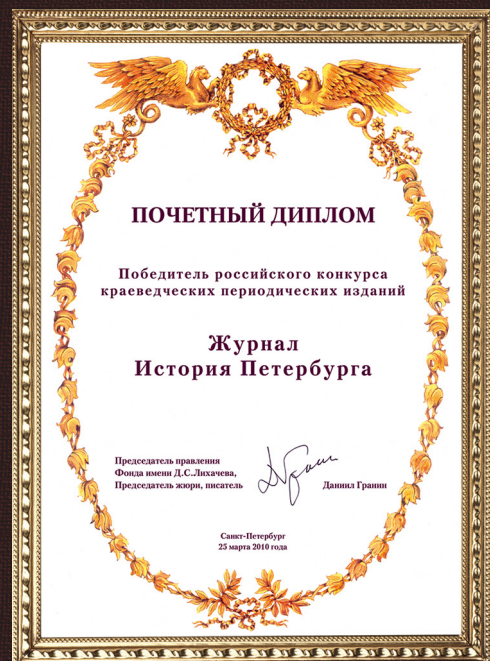 ПОЧЕТНЫЙ ДИПЛОМ
Победитель российского конкурса
краеведческих периодических изданий
Журнал
История Петербурга
Председатель правления
Фонда имени Д.С.Лихачева,
Председатель жюри, писатель
Даниил Гранин
Санкт-Петербург
25 марта 2010 года